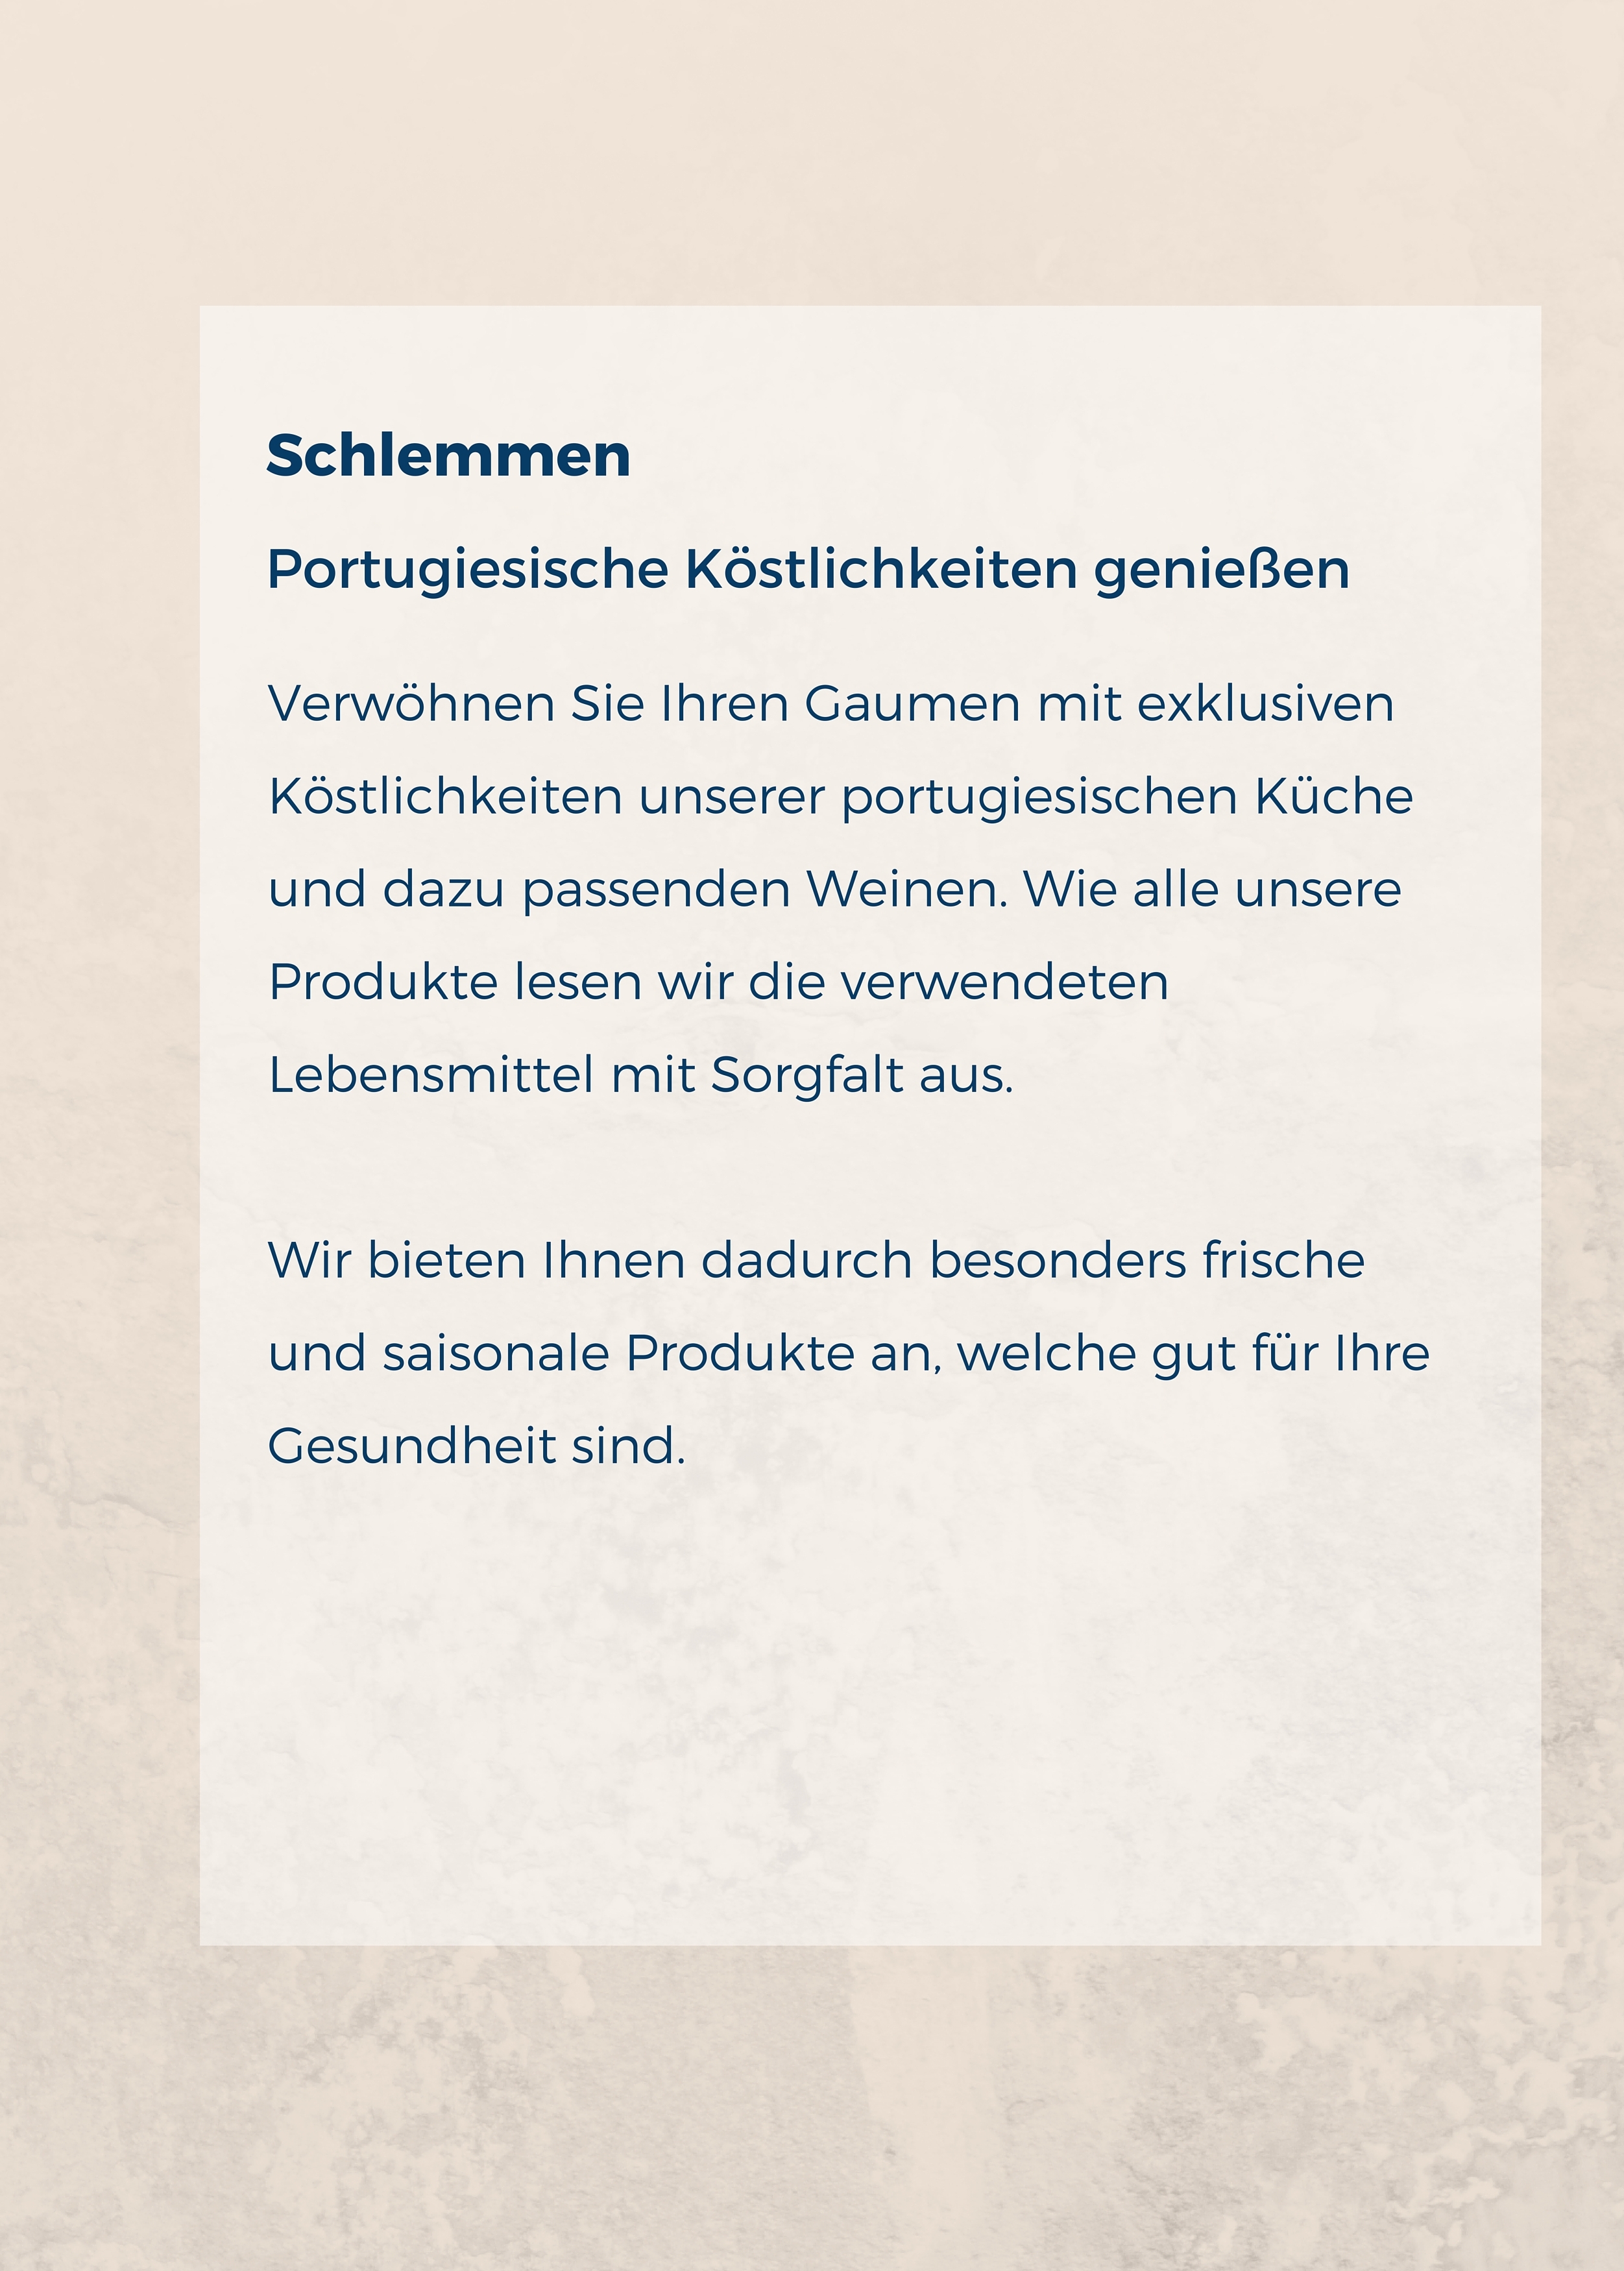 Schlemmen
Portugiesische Köstlichkeiten genießen
Verwöhnen Sie Ihren Gaumen mit exklusiven
Köstlichkeiten unserer portugiesischen Küche
und dazu passenden Weinen. Wie alle unsere
Produkte lesen wir die verwendeten
Lebensmittel mit Sorgfalt aus.
Wir bieten Ihnen dadurch besonders frische
und saisonale Produkte an, welche gut für Ihre
Gesundheit sind.